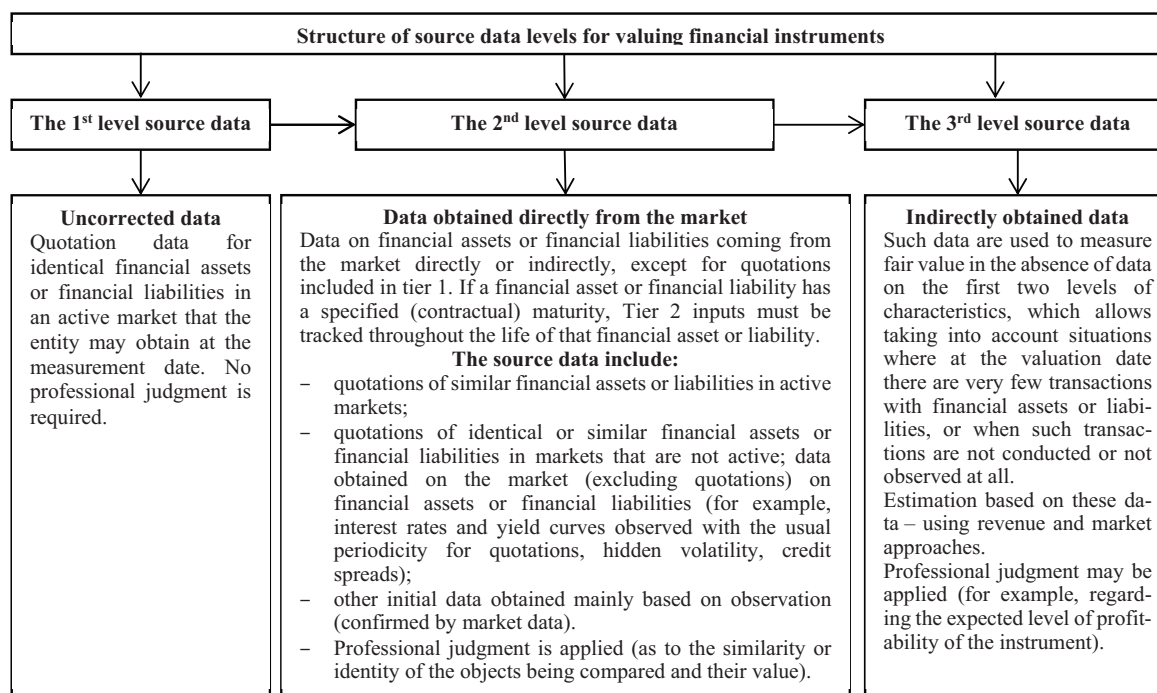 Structure of source data levels for valuing financial instruments
The 1st level source data
The 2nd level source data
The 3rd level source data
Uncorrected data
Quotation data for
identical financial assets
or financial liabilities in
an active market that the
entity may obtain at the
measurement date. No
professional judgment is
required.
Data obtained directly from the market
Data on financial assets or financial liabilities coming from
the market directly or indirectly, except for quotations
included in tier 1. If a financial asset or financial liability has
a specified (contractual) maturity, Tier 2 inputs must be
tracked throughout the life of that financial asset or liability.
The source data include:
– quotations of similar financial assets or liabilities in active
markets;
– quotations of identical or similar financial assets or
financial liabilities in markets that are not active; data
obtained on the market (excluding quotations) on
financial assets or financial liabilities (for example,
interest rates and yield curves observed with the usual
periodicity for quotations, hidden volatility, credit
spreads);
– other initial data obtained mainly based on observation
(confirmed by market data).
– Professional judgment is applied (as to the similarity or
identity of the objects being compared and their value).
Indirectly obtained data
Such data are used to measure
fair value in the absence of data
on the first two levels of
characteristics, which allows
taking into account situations
where at the valuation date
there are very few transactions
with financial assets or liabi-
lities, or when such transac-
tions are not conducted or not
observed at all.
Estimation based on these da-
ta – using revenue and market
approaches.
Professional judgment may be
applied (for example, regard-
ing the expected level of profit-
ability of the instrument).